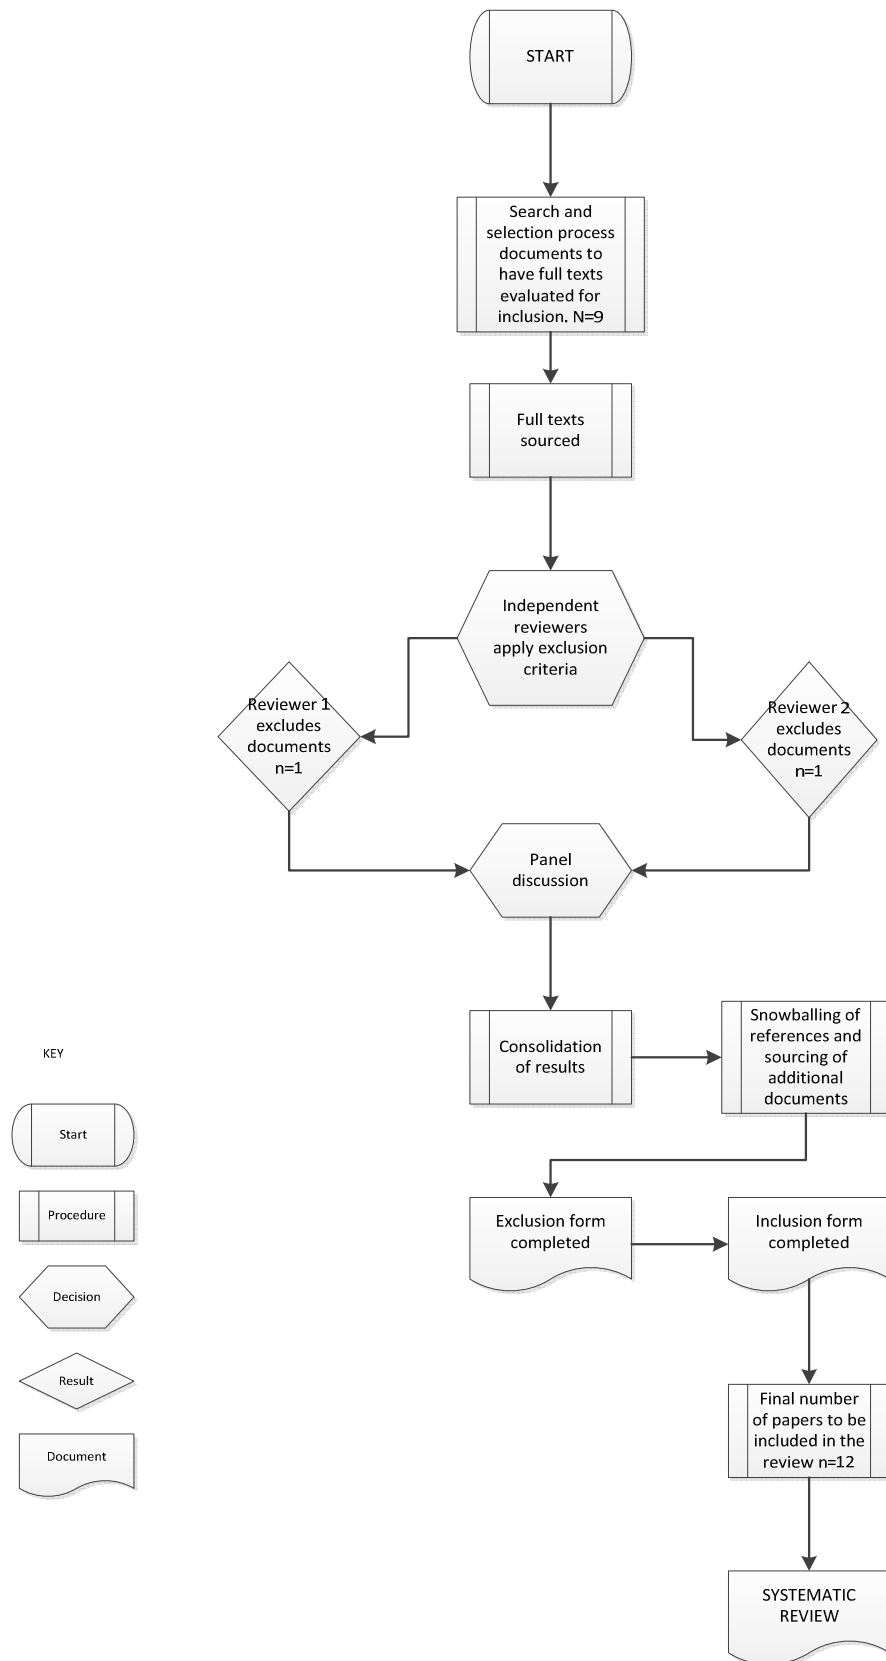 START
Search and
selection process
documents to
have full texts
evaluated for
inclusion. N=9
Full texts
sourced
Independent
reviewers
apply exclusion
criteria
Reviewer 1
excludes
documents
n=1
Reviewer 2
excludes
documents
n=1
Panel
discussion
Consolidation
of results
Snowballing of
references and
sourcing of
additional
documents
Exclusion form
completed
Inclusion form
completed
Final number
of papers to be
included in the
review n=12
SYSTEMATIC
REVIEW
KEY
Start
Procedure
Decision
Result
Document